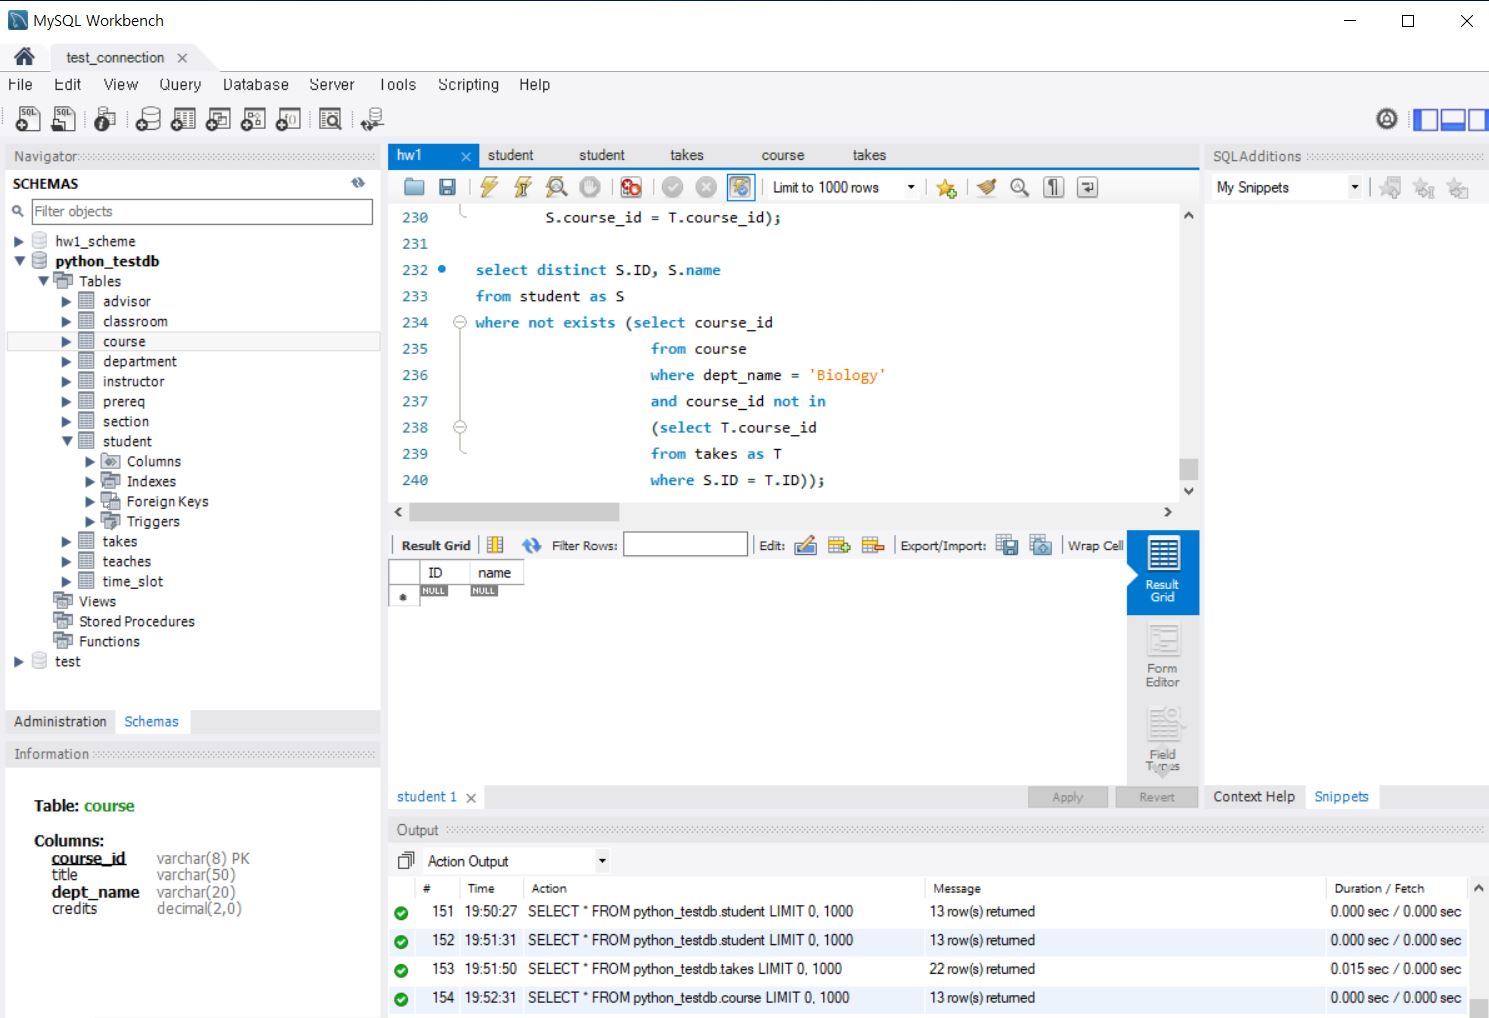 MySQL Workbench
test_connection
File Edit View Query Database Server Tools Scripting Help
Navigator
SCHEMAS
Filter objects
hw1_scheme
python_testdb
Tables
advisor
classroom
course
department
instructor
prereq
section
student
Columns
Indexes
Foreign Keys
Triggers
takes
teaches
time_slot
Views
Stored Procedures
Functions
test
Administration Schemas
Information
Table: course
Columns:
course_id varchar(8) PK
title varchar(50)
dept_name varchar(20)
credits decimal(2,0)
hw1 student student takes course takes
Limit to 1000 rows
230 S.course_id = T.course_id);
231
232 select distinct S.ID, S.name
233 from student as S
234 where not exists (select course_id
235 from course
236 where dept_name = 'Biology'
237 and course_id not in
238 (select T.course_id
239 from takes as T
240 where S.ID = T.ID));
Result Grid Filter Rows: Edit: Export/Import: Wrap Cell
ID name
NULL NULL
Result Grid
Form Editor
Field Types
student 1 Apply Revert
SQLAdditions
My Snippets
Context Help Snippets
Output
Action Output
# Time Action Message Duration / Fetch
151 19:50:27 SELECT * FROM python_testdb.student LIMIT 0, 1000 13 row(s) returned 0.000 sec / 0.000 sec
152 19:51:31 SELECT * FROM python_testdb.student LIMIT 0, 1000 13 row(s) returned 0.000 sec / 0.000 sec
153 19:51:50 SELECT * FROM python_testdb.takes LIMIT 0, 1000 22 row(s) returned 0.015 sec / 0.000 sec
154 19:52:31 SELECT * FROM python_testdb.course LIMIT 0, 1000 13 row(s) returned 0.000 sec / 0.000 sec